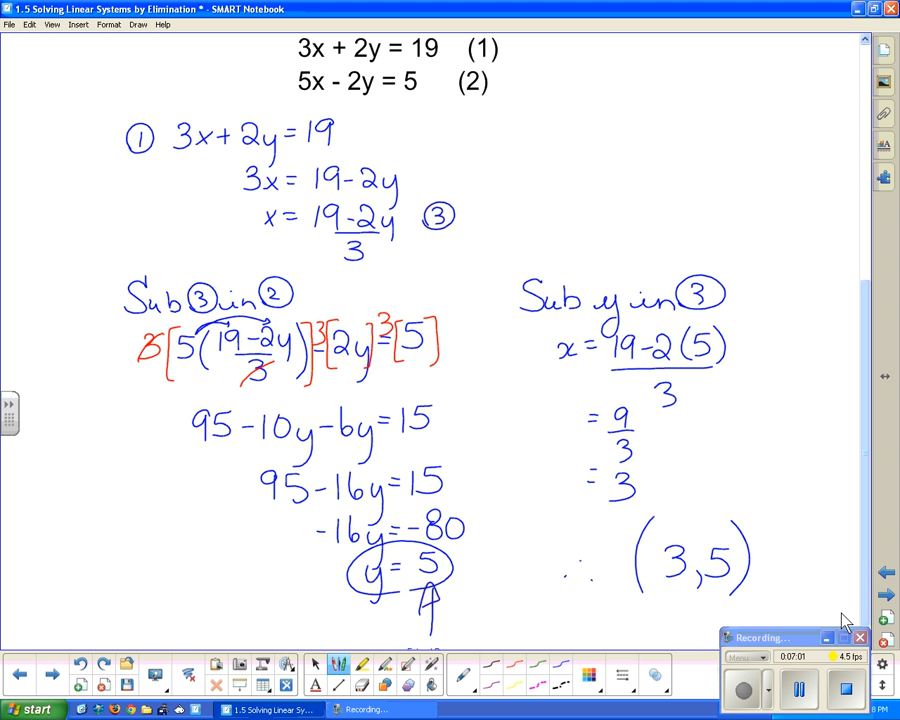 1.5 Solving Linear Systems by Elimination * - SMART Notebook
File Edit View Insert Format Draw Help
3x + 2y = 19 (1)
5x - 2y = 5 (2)
① 3x + 2y = 19
3x = 19 - 2y
x = 19 - 2y ③
3
Sub ③ in ②
3[5(19 - 2y)] - 3[2y] = 3[5]
3
95 - 10y - 6y = 15
95 - 16y = 15
-16y = -80
y = 5
Sub y in ③
x = 19 - 2(5)
3
= 9
3
= 3
∴ (3,5)
Recording...
Menu
0:07:01 4.5 fps
start
1.5 Solving Linear Sy...
Recording...
8 PM